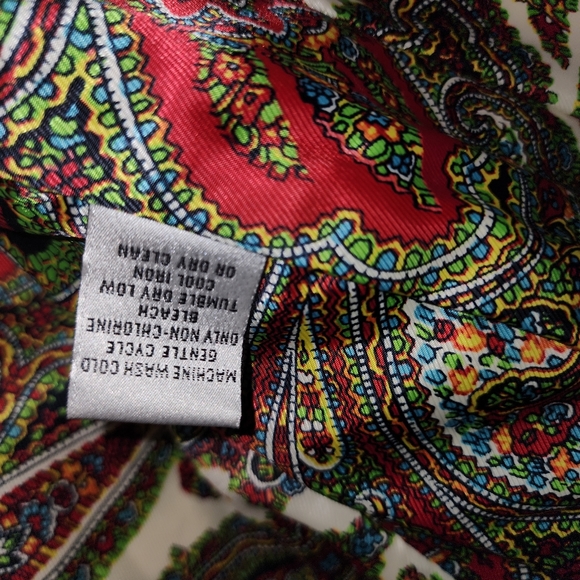 MACHINE WASH COLD
GENTLE CYCLE
ONLY NON-CHLORINE
BLEACH
TUMBLE DRY LOW
COOL IRON
OR DRY CLEAN